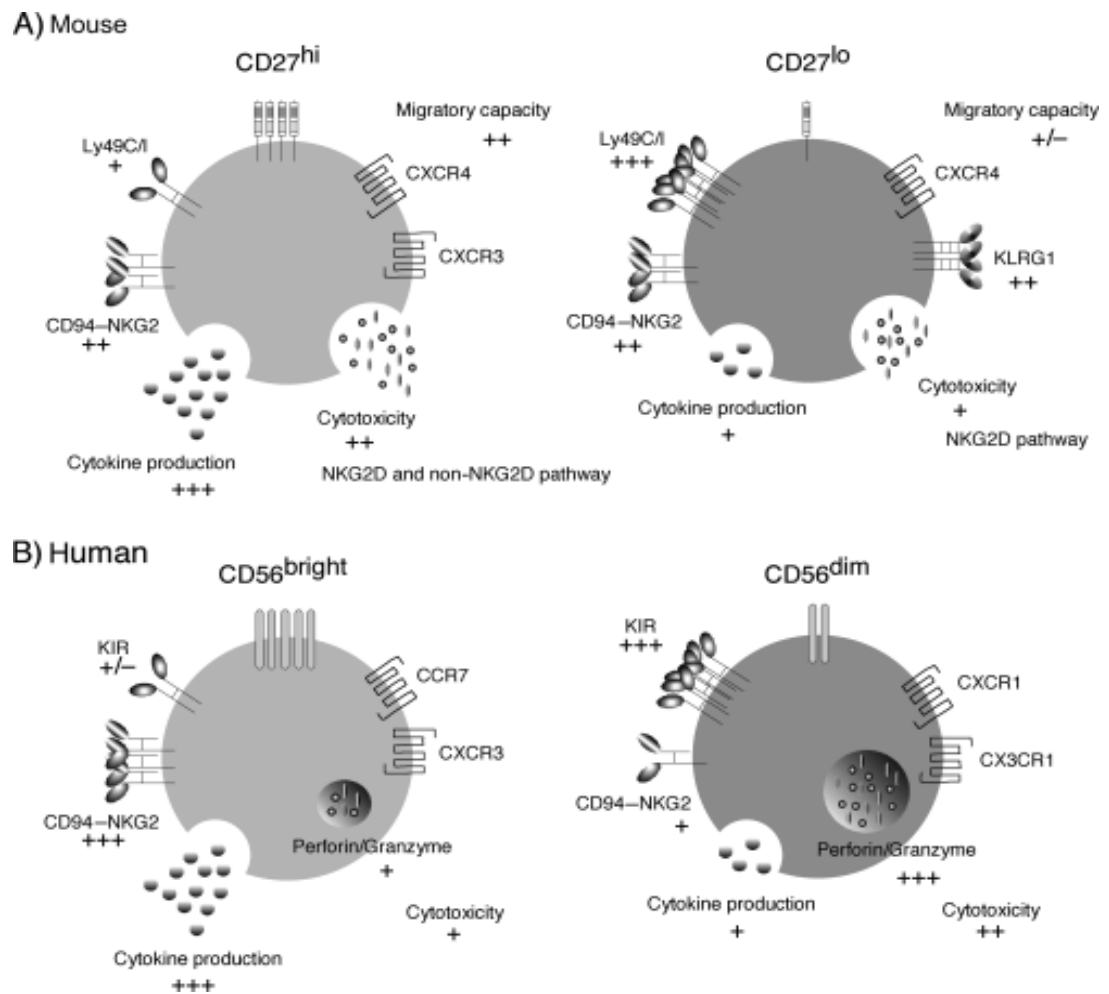 A) Mouse
CD27hi
Migratory capacity
++
Ly49C/I
+
CXCR4
CXCR3
CD94–NKG2
++
Cytotoxicity
++
NKG2D and non-NKG2D pathway
Cytokine production
+++
CD27lo
Migratory capacity
+/–
Ly49C/I
+++
CXCR4
KLRG1
++
CD94–NKG2
++
Cytokine production
+
Cytotoxicity
+
NKG2D pathway
B) Human
CD56bright
KIR
+/–
CCR7
CXCR3
CD94–NKG2
+++
Perforin/Granzyme
+
Cytotoxicity
+
Cytokine production
+++
CD56dim
KIR
+++
CXCR1
CX3CR1
CD94–NKG2
+
Perforin/Granzyme
+++
Cytokine production
+
Cytotoxicity
++